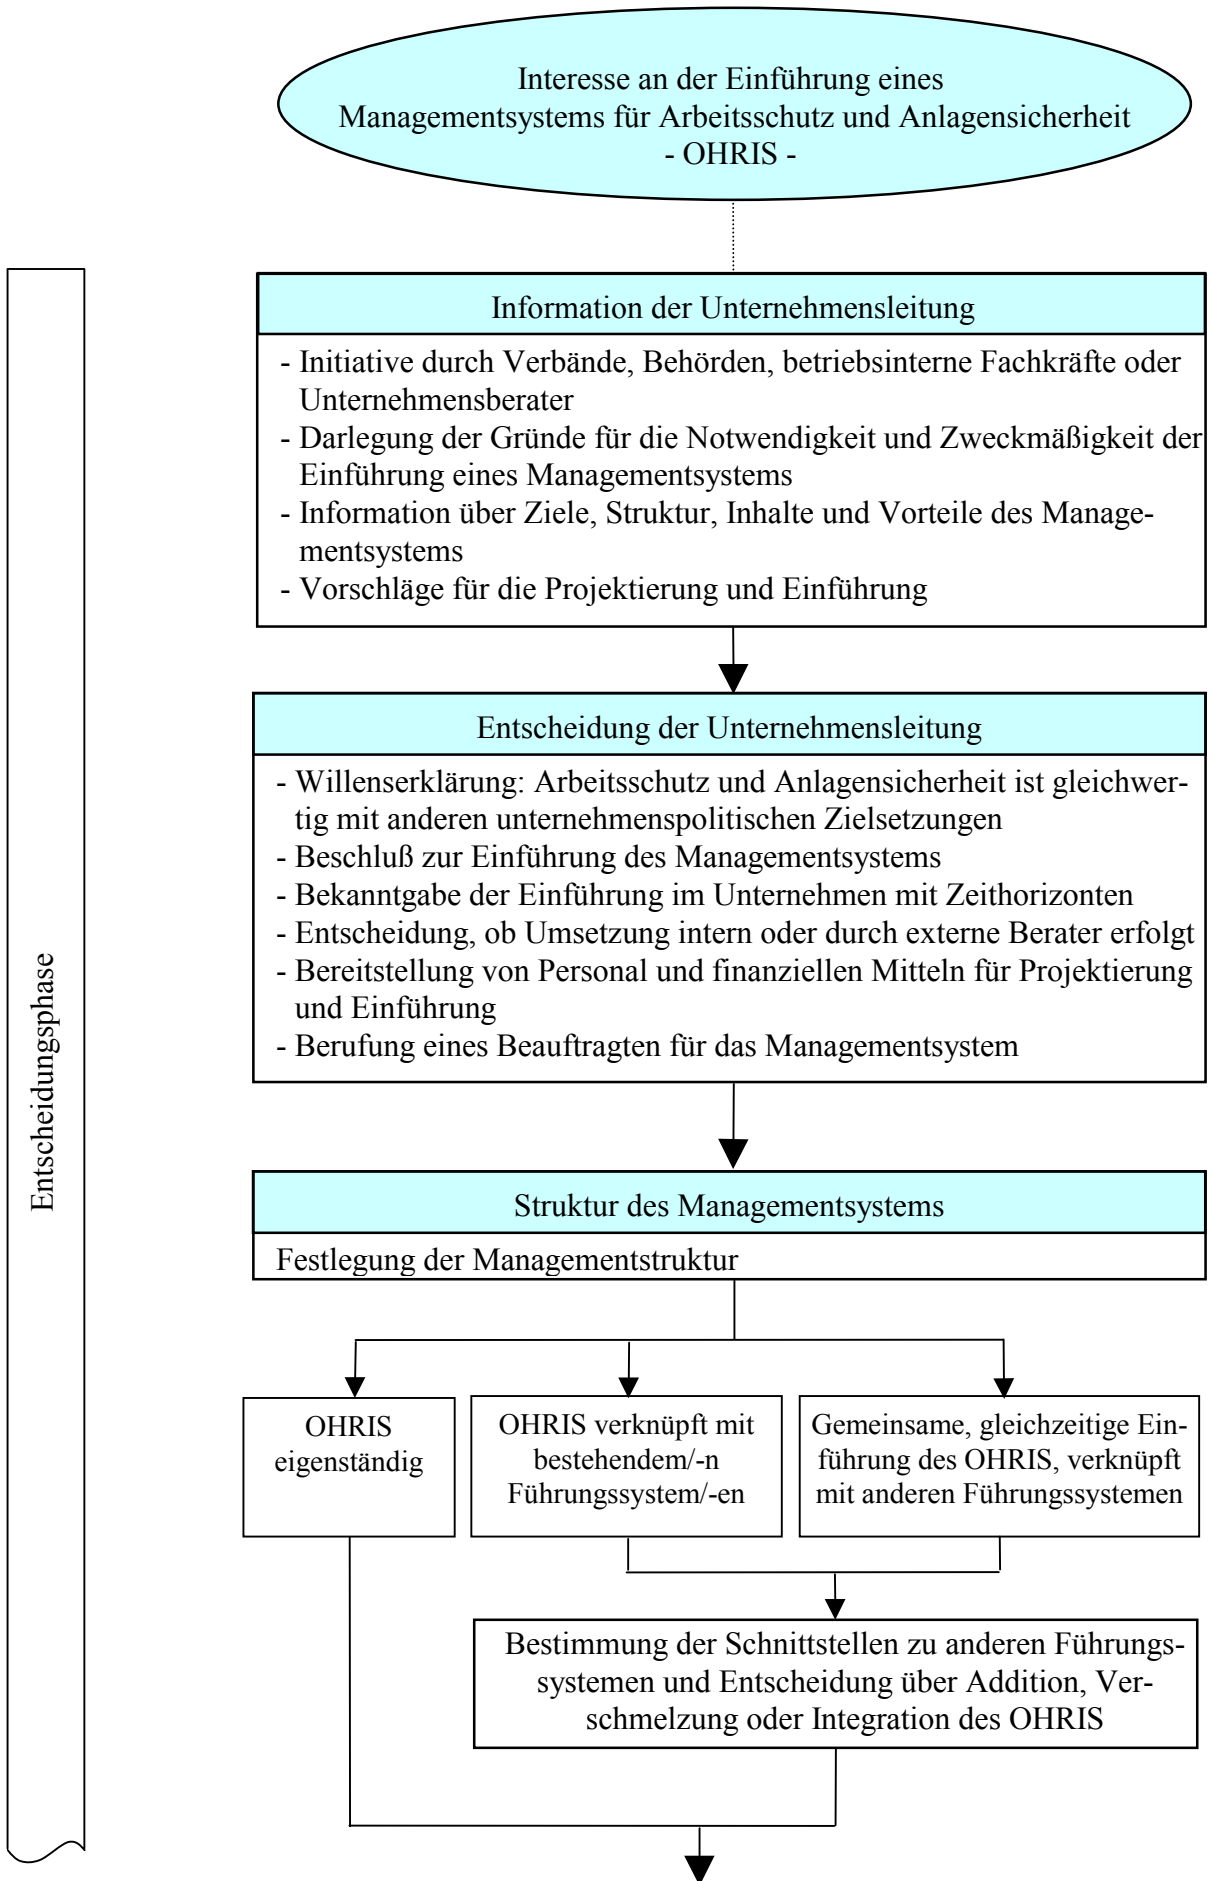 Interesse an der Einführung eines
Managementsystems für Arbeitsschutz und Anlagensicherheit
- OHRIS -
Information der Unternehmensleitung
- Initiative durch Verbände, Behörden, betriebsinterne Fachkräfte oder
Unternehmensberater
- Darlegung der Gründe für die Notwendigkeit und Zweckmäßigkeit der
Einführung eines Managementsystems
- Information über Ziele, Struktur, Inhalte und Vorteile des Manage-
mentsystems
- Vorschläge für die Projektierung und Einführung
Entscheidung der Unternehmensleitung
- Willenserklärung: Arbeitsschutz und Anlagensicherheit ist gleichwer-
tig mit anderen unternehmenspolitischen Zielsetzungen
- Beschluß zur Einführung des Managementsystems
- Bekanntgabe der Einführung im Unternehmen mit Zeithorizonten
- Entscheidung, ob Umsetzung intern oder durch externe Berater erfolgt
- Bereitstellung von Personal und finanziellen Mitteln für Projektierung
und Einführung
- Berufung eines Beauftragten für das Managementsystem
Entscheidungsphase
Struktur des Managementsystems
Festlegung der Managementstruktur
OHRIS
eigenständig
OHRIS verknüpft mit
bestehendem/-n
Führungssystem/-en
Gemeinsame, gleichzeitige Ein-
führung des OHRIS, verknüpft
mit anderen Führungssystemen
Bestimmung der Schnittstellen zu anderen Führungs-
systemen und Entscheidung über Addition, Ver-
schmelzung oder Integration des OHRIS